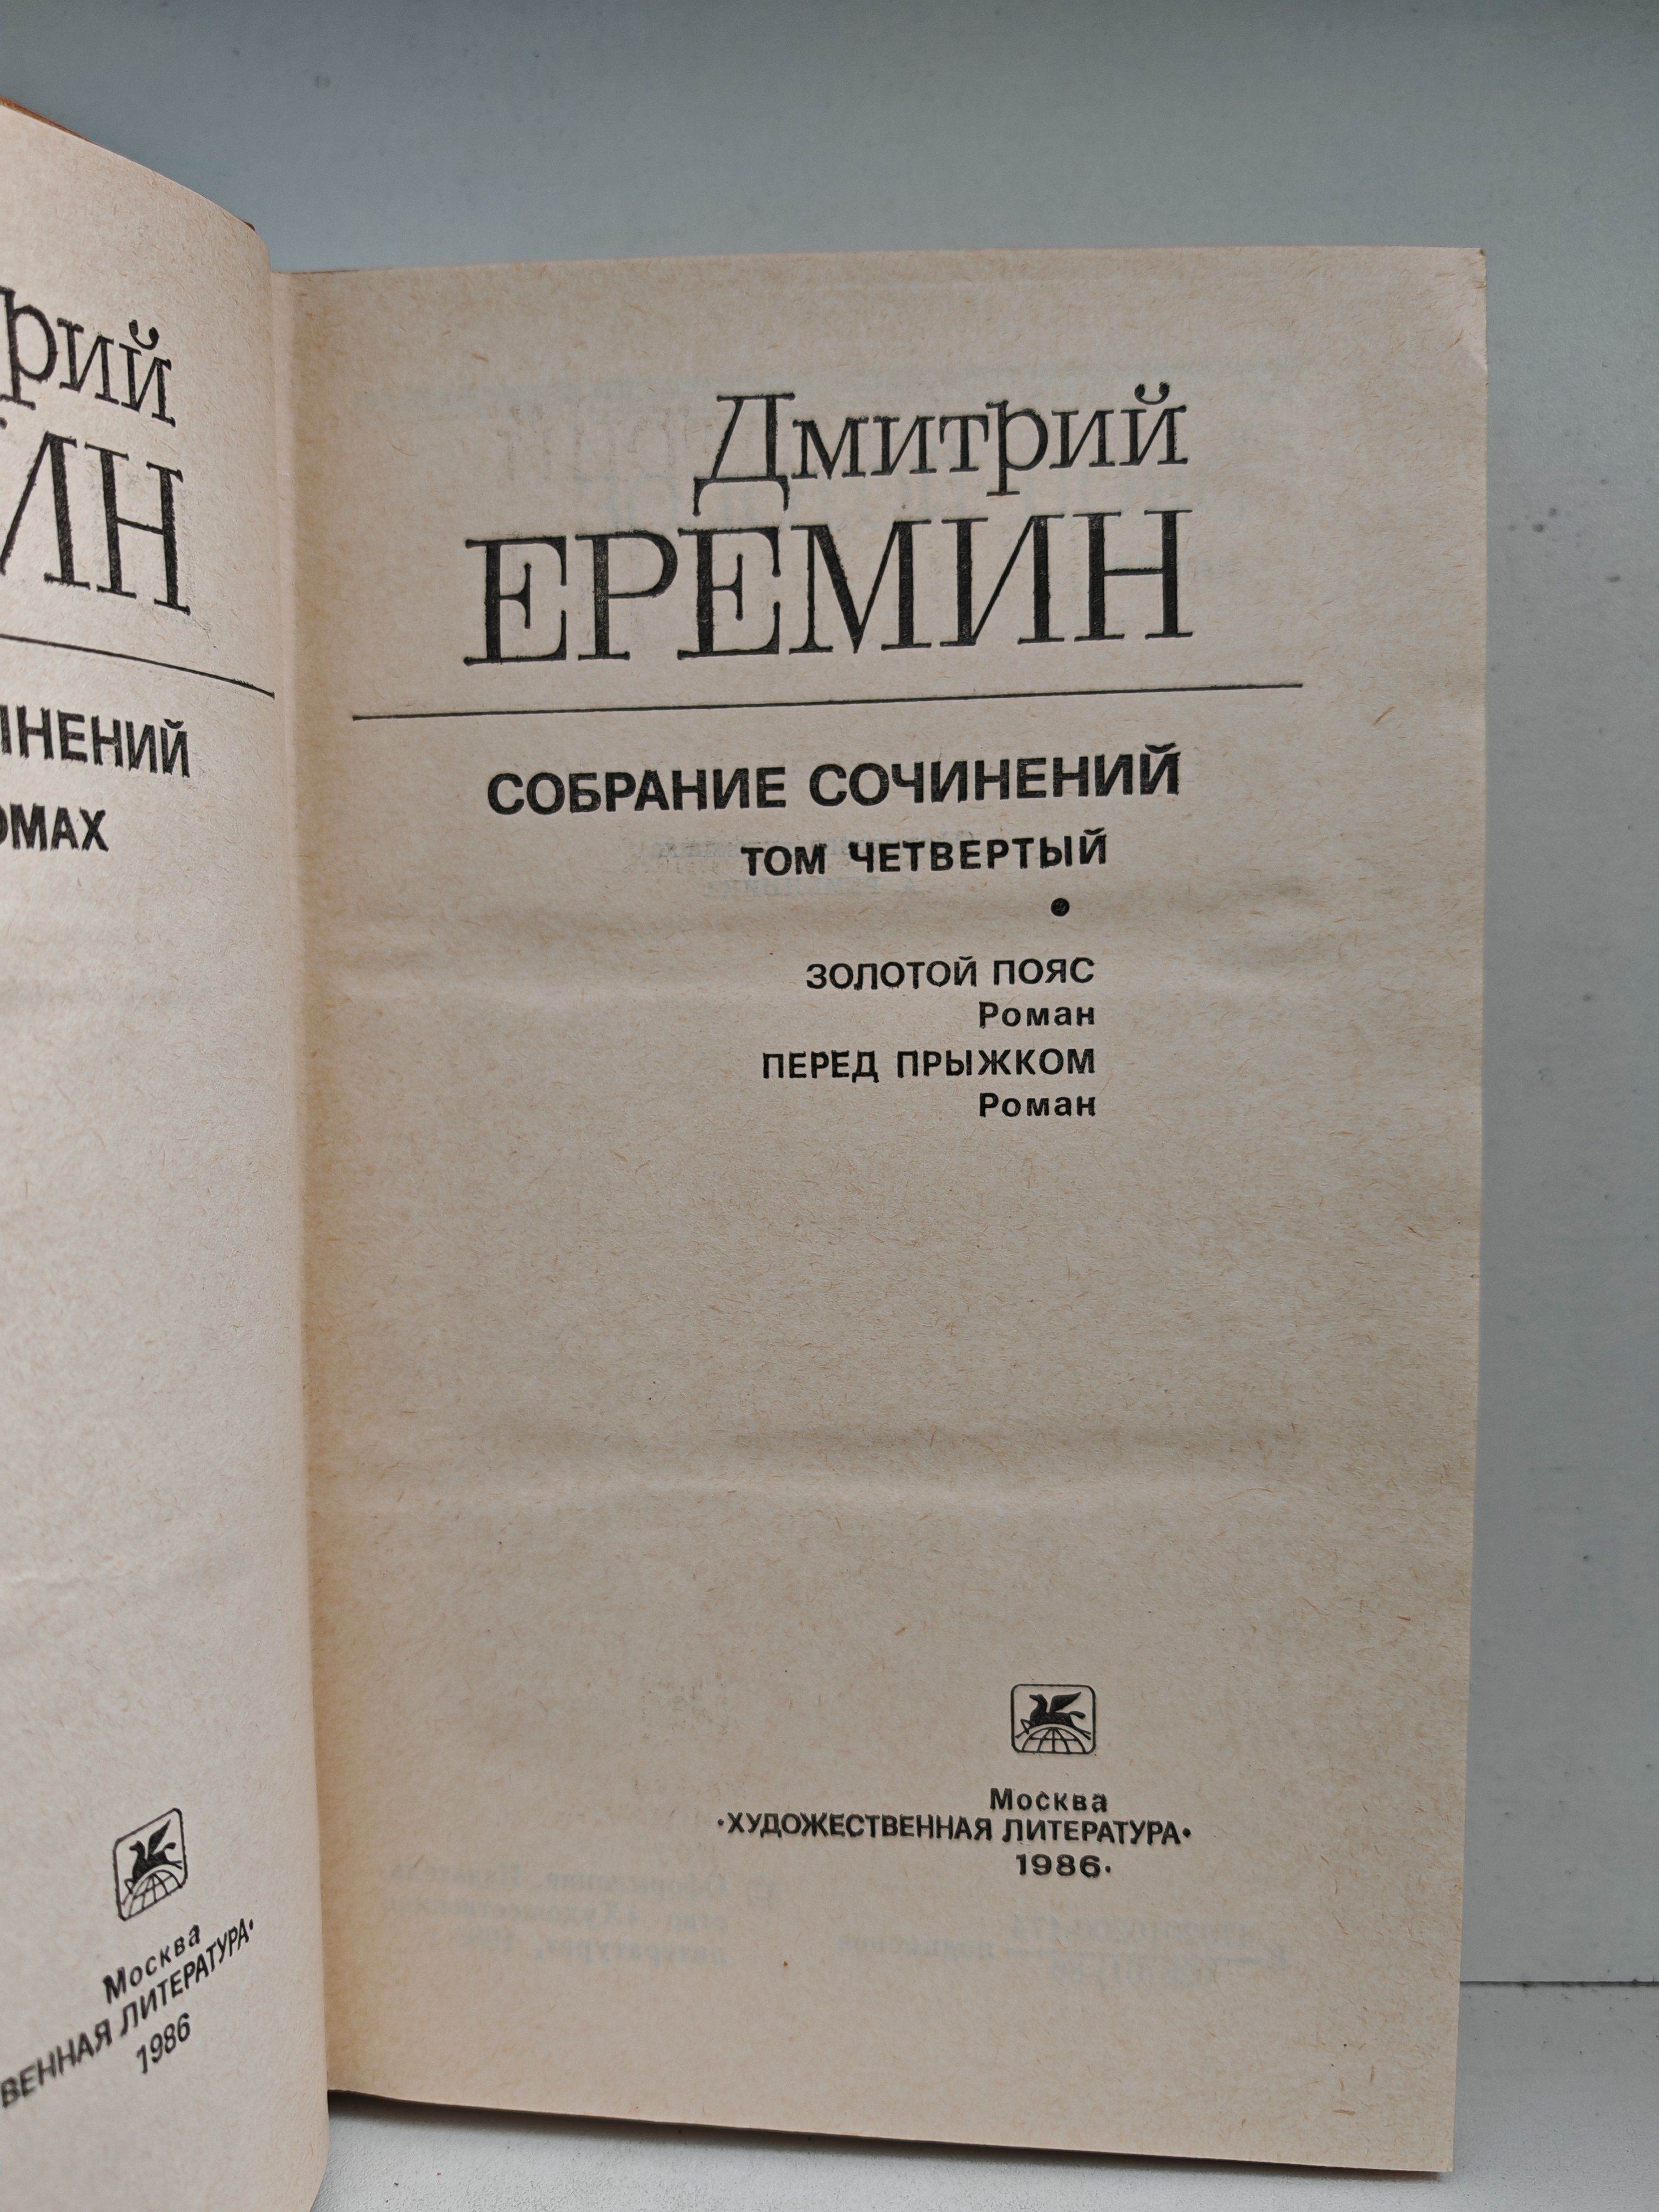 рий
ИН
НЕНИЙ
ОМАХ
Москва
ВЕННАЯ ЛИТЕРАТУРА·
1986
Дмитрий
ЕРЕМИН
СОБРАНИЕ СОЧИНЕНИЙ
ТОМ ЧЕТВЕРТЫЙ
•
ЗОЛОТОЙ ПОЯС
Роман
ПЕРЕД ПРЫЖКОМ
Роман
Москва
·ХУДОЖЕСТВЕННАЯ ЛИТЕРАТУРА·
1986·